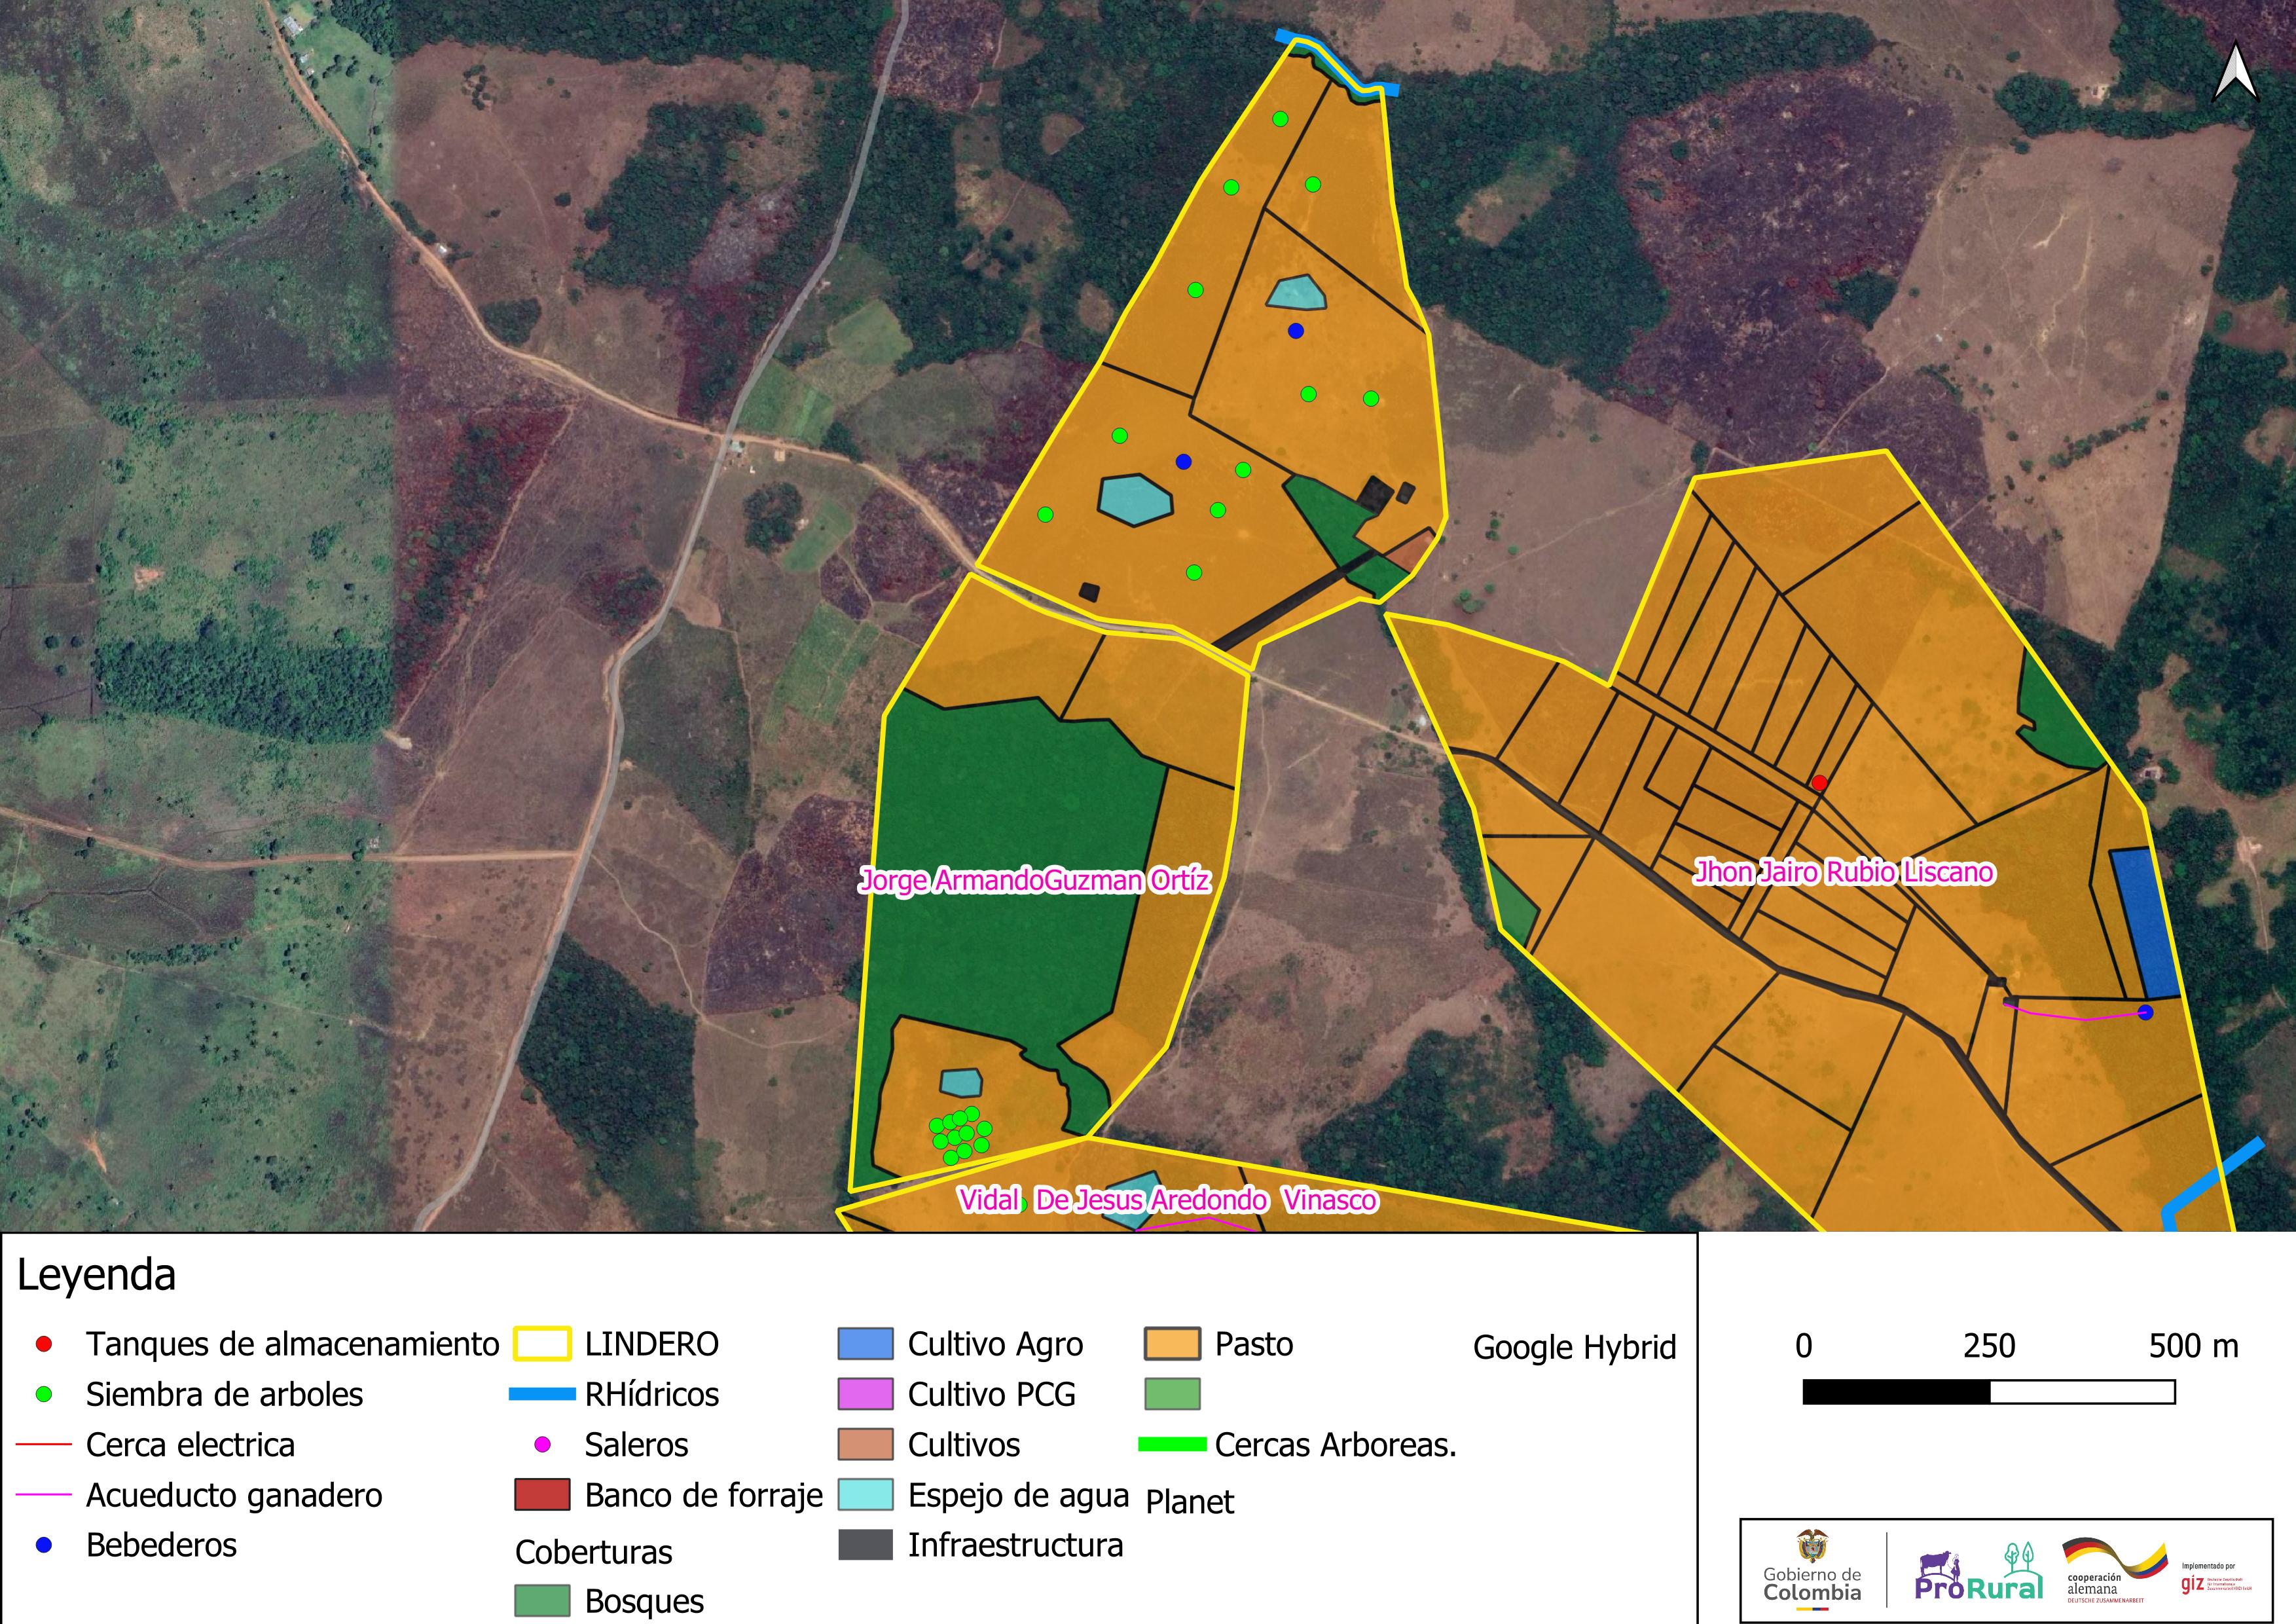 Jorge ArmandoGuzman Ortíz
Jhon Jairo Rubio Liscano
Vidal De Jesus Aredondo Vinasco
Leyenda
Tanques de almacenamiento
Siembra de arboles
Cerca electrica
Acueducto ganadero
Bebederos
LINDERO
RHídricos
Saleros
Banco de forraje
Coberturas
Bosques
Cultivo Agro
Cultivo PCG
Cultivos
Espejo de agua
Infraestructura
Pasto
Cercas Arboreas.
Planet
Google Hybrid
0 250 500 m
Gobierno de
Colombia
ProRural
cooperación
alemana
DEUTSCHE ZUSAMMENARBEIT
Implementado por
giz